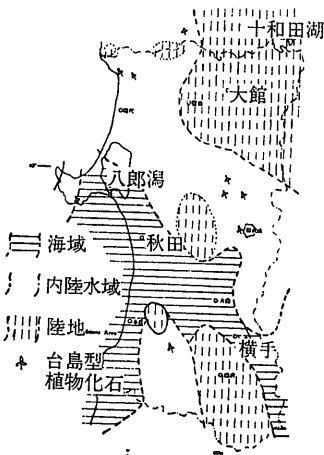 十和田湖
大館
八郎潟
秋田
海域
内陸水域
陸地
横手
台島型
植物化石